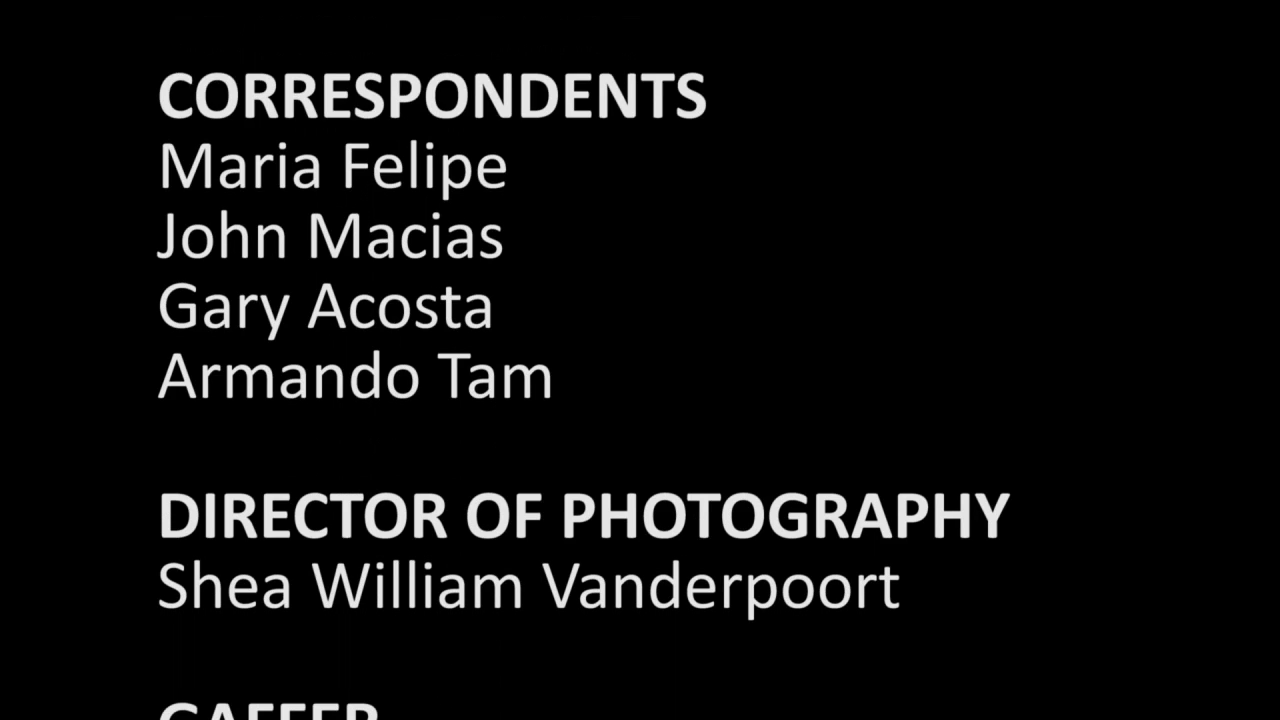 CORRESPONDENTS
Maria Felipe
John Macias
Gary Acosta
Armando Tam
DIRECTOR OF PHOTOGRAPHY
Shea William Vanderpoort
GAFFER